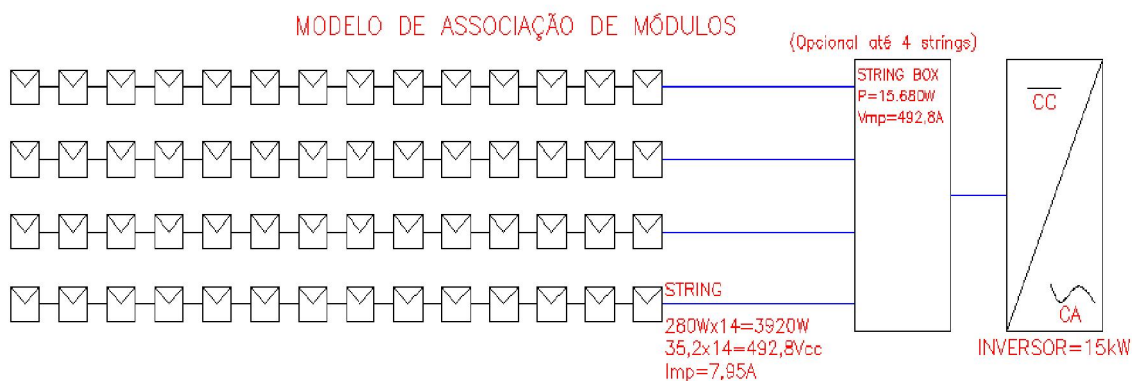 MODELO DE ASSOCIAÇÃO DE MÓDULOS
(Opcional até 4 strings)
STRING BOX
P=15.680W
Vmp=492,8A
CC
STRING
280Wx14=3920W
35,2x14=492,8Vcc
Imp=7,95A
CA
INVERSOR=15kW